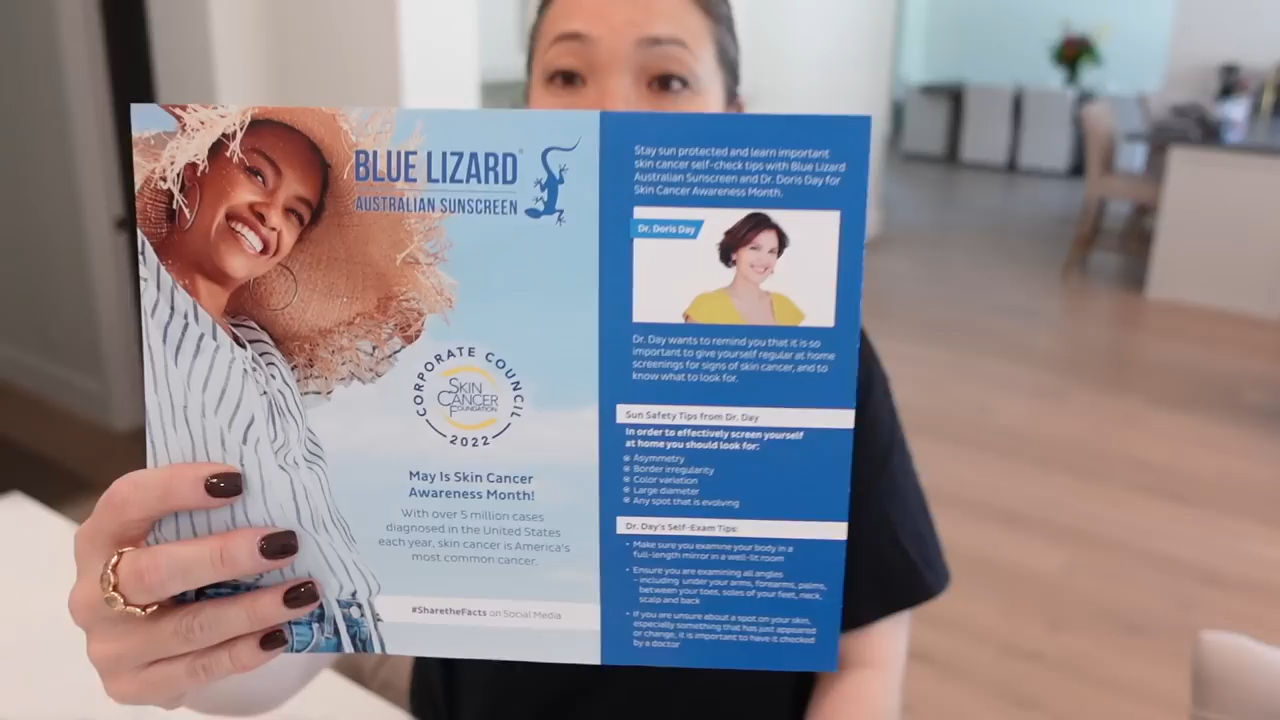 BLUE LIZARD®
AUSTRALIAN SUNSCREEN
CORPORATE COUNCIL
SKIN
CANCER
FOUNDATION
2022
May Is Skin Cancer
Awareness Month!
With over 5 million cases
diagnosed in the United States
each year, skin cancer is America's
most common cancer.
#SharetheFacts on Social Media
Stay sun protected and learn important
skin cancer self-check tips with Blue Lizard
Australian Sunscreen and Dr. Doris Day for
Skin Cancer Awareness Month.
Dr. Doris Day
Dr. Day wants to remind you that it is so
important to give yourself regular at home
screenings for signs of skin cancer, and to
know what to look for.
Sun Safety Tips from Dr. Day
In order to effectively screen yourself
at home you should look for:
Asymmetry
Border irregularity
Color variation
Large diameter
Any spot that is evolving
Dr. Day's Self-Exam Tips:
• Make sure you examine your body in a
full-length mirror in a well-lit room
• Ensure you are examining all angles
- including under your arms, forearms, palms,
between your toes, soles of your feet, neck,
scalp and back
• If you are unsure about a spot on your skin,
especially something that has just appeared
or change, it is important to have it checked
by a doctor